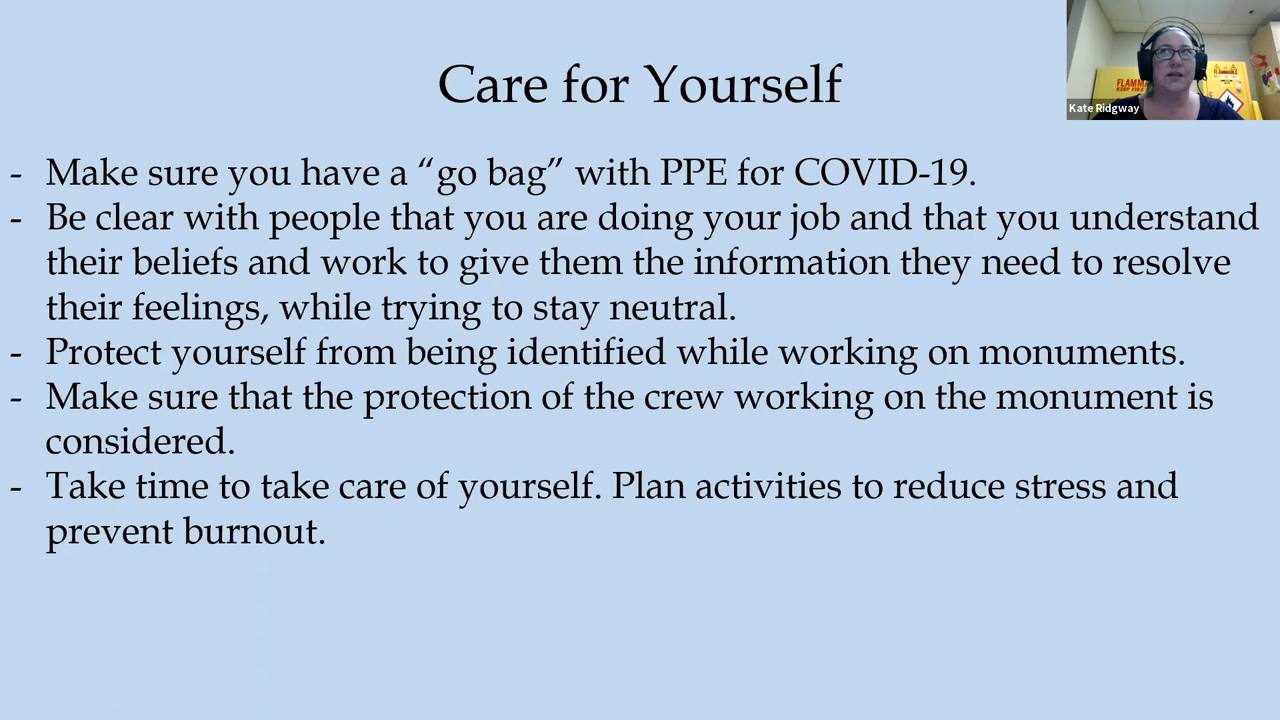 Care for Yourself
Kate Ridgway
- Make sure you have a “go bag” with PPE for COVID-19.
- Be clear with people that you are doing your job and that you understand
their beliefs and work to give them the information they need to resolve
their feelings, while trying to stay neutral.
- Protect yourself from being identified while working on monuments.
- Make sure that the protection of the crew working on the monument is
considered.
- Take time to take care of yourself. Plan activities to reduce stress and
prevent burnout.